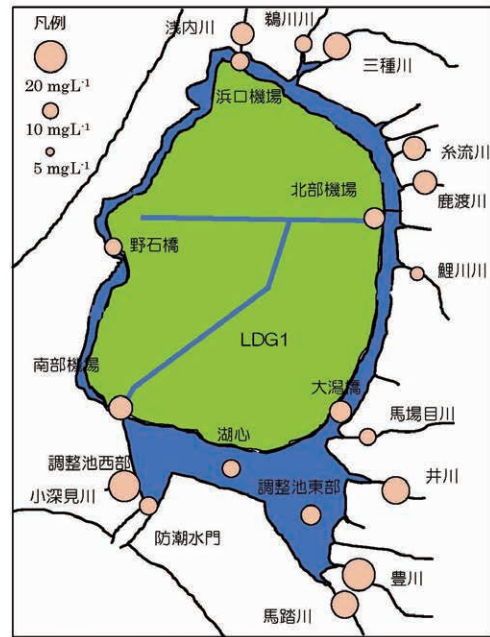 凡例
20 mgL-1
10 mgL-1
5 mgL-1
浅内川
鵜川川
三種川
浜口機場
糸流川
北部機場
鹿渡川
野石橋
鯉川川
LDG1
南部機場
大潟橋
馬場目川
湖心
調整池西部
調整池東部
井川
小深見川
防潮水門
豊川
馬踏川